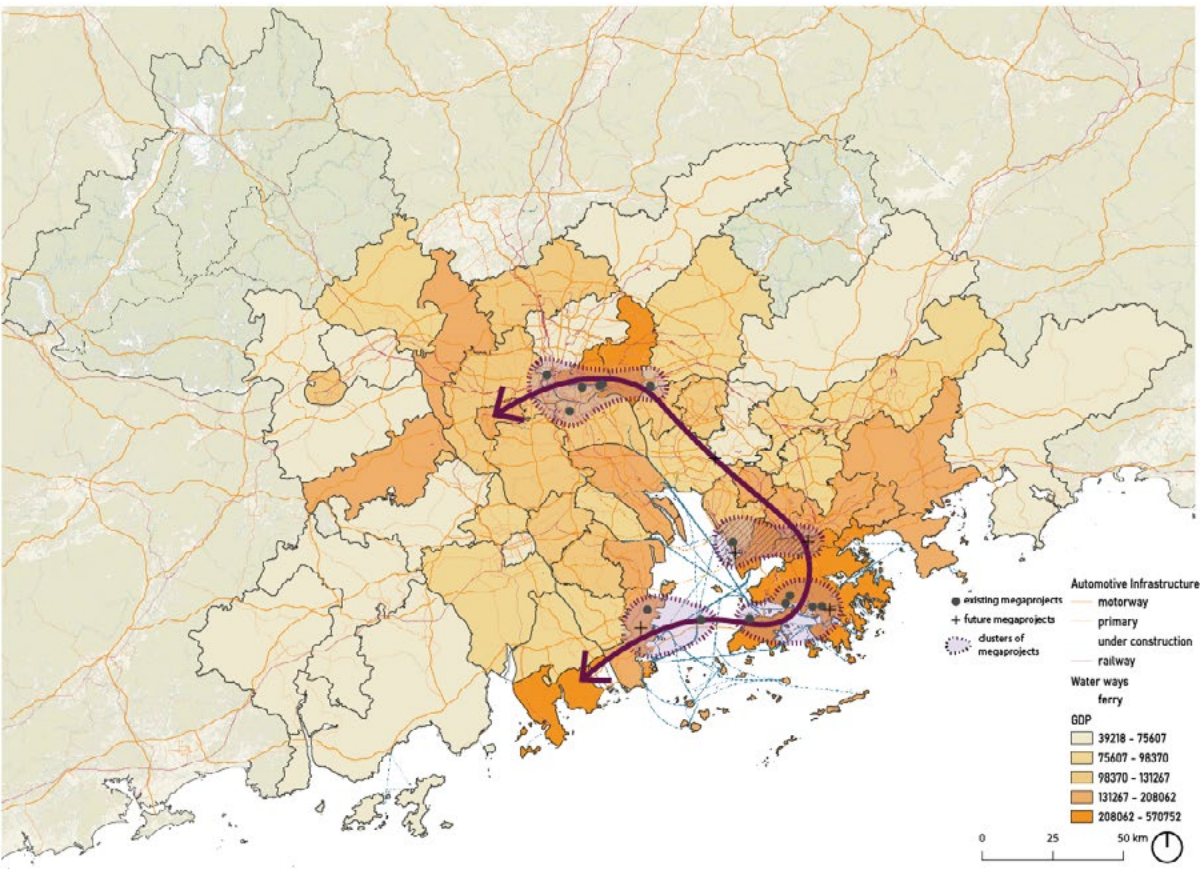 existing megaprojects
future megaprojects
clusters of
megaprojects
Automotive Infrastructure
motorway
primary
under construction
railway
Water ways
ferry
GDP
39218 - 75607
75607 - 98370
98370 - 131267
131267 - 208062
208062 - 570752
0 25 50 km